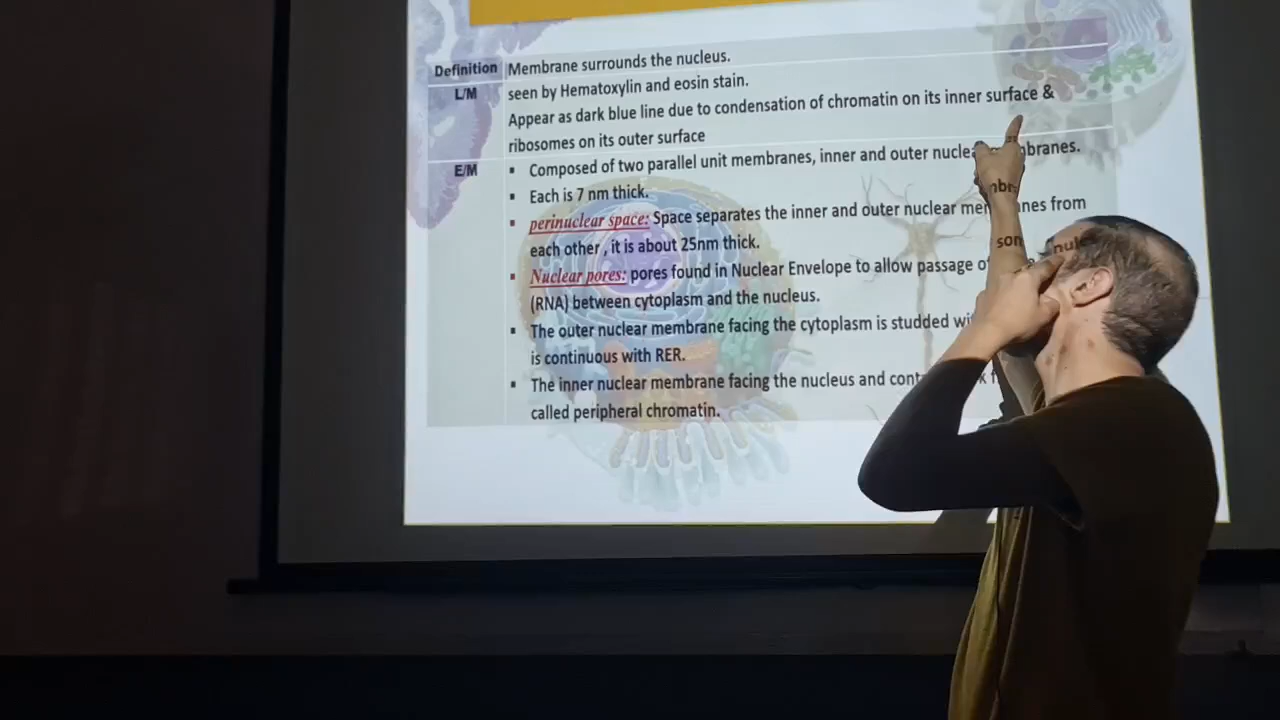 Definition Membrane surrounds the nucleus.
L/M seen by Hematoxylin and eosin stain.
Appear as dark blue line due to condensation of chromatin on its inner surface &
ribosomes on its outer surface
E/M ▪ Composed of two parallel unit membranes, inner and outer nuclea mbranes.
▪ Each is 7 nm thick.
▪ perinuclear space: Space separates the inner and outer nuclear mem nes from
each other , it is about 25nm thick.
▪ Nuclear pores: pores found in Nuclear Envelope to allow passage
(RNA) between cytoplasm and the nucleus.
▪ The outer nuclear membrane facing the cytoplasm is studded
is continuous with RER.
▪ The inner nuclear membrane facing the nucleus and
called peripheral chromatin.